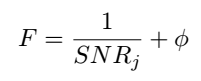 F = \frac{1}{SNR_j} + \phi